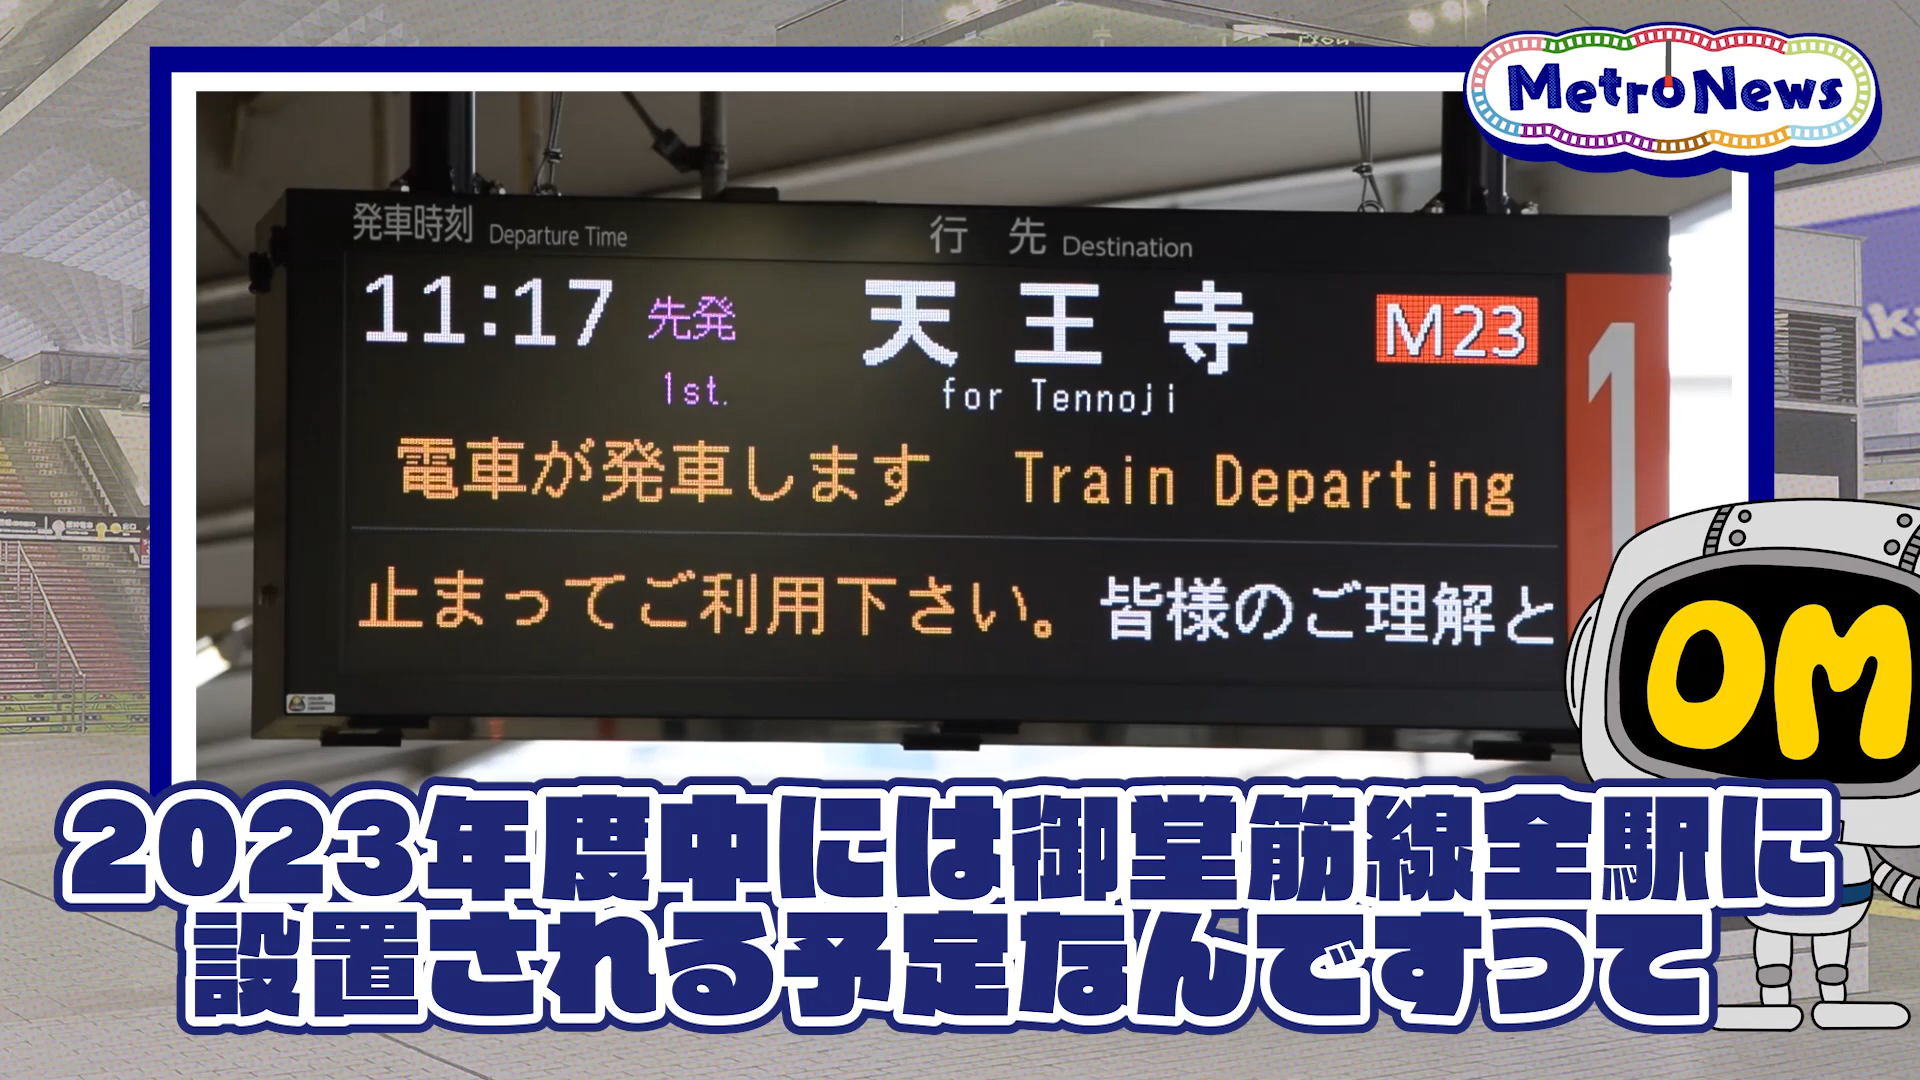 Metro News
発車時刻 Departure Time 行先 Destination
11:17 先発 天王寺 M23 1
1st. for Tennoji
電車が発車します Train Departing
止まってご利用下さい。皆様のご理解と
OM
2023年度中には御堂筋線全駅に
設置される予定なんですって